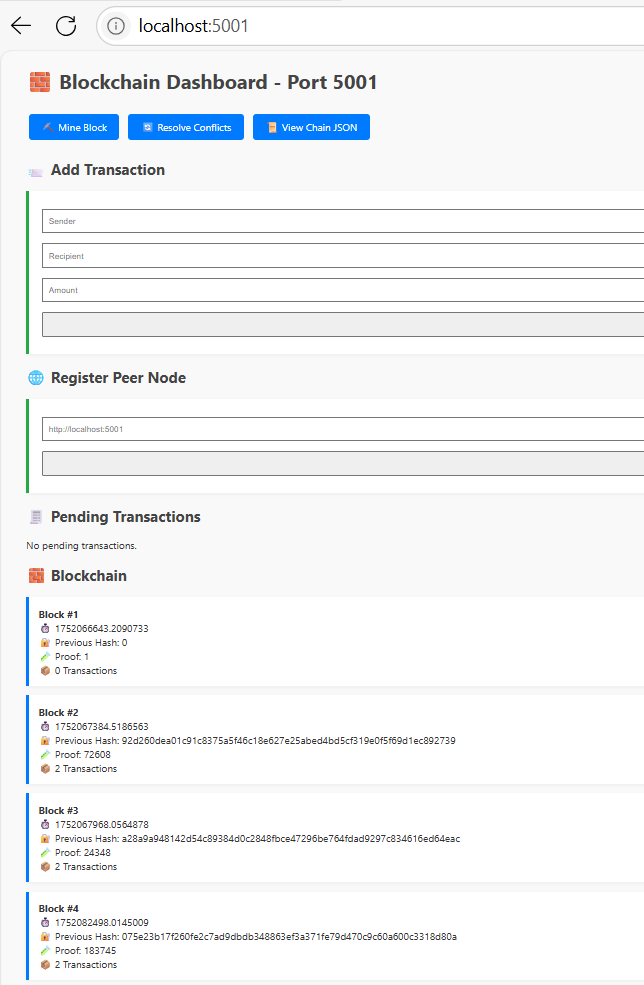 localhost:5001
Blockchain Dashboard - Port 5001
Mine Block
Resolve Conflicts
View Chain JSON
Add Transaction
Sender
Recipient
Amount
Register Peer Node
http://localhost:5001
Pending Transactions
No pending transactions.
Blockchain
Block #1
1752066643.2090733
Previous Hash: 0
Proof: 1
0 Transactions
Block #2
1752067384.5186563
Previous Hash: 92d260dea01c91c8375a5f46c18e627e25abed4bd5cf319e0f5f69d1ec892739
Proof: 72608
2 Transactions
Block #3
1752067968.0564878
Previous Hash: a28a9a948142d54c89384d0c2848fbce47296be764fdad9297c834616ed64eac
Proof: 24348
2 Transactions
Block #4
1752082498.0145009
Previous Hash: 075e23b17f260fe2c7ad9dbdb348863ef3a371fe79d470c9c60a600c3318d80a
Proof: 183745
2 Transactions